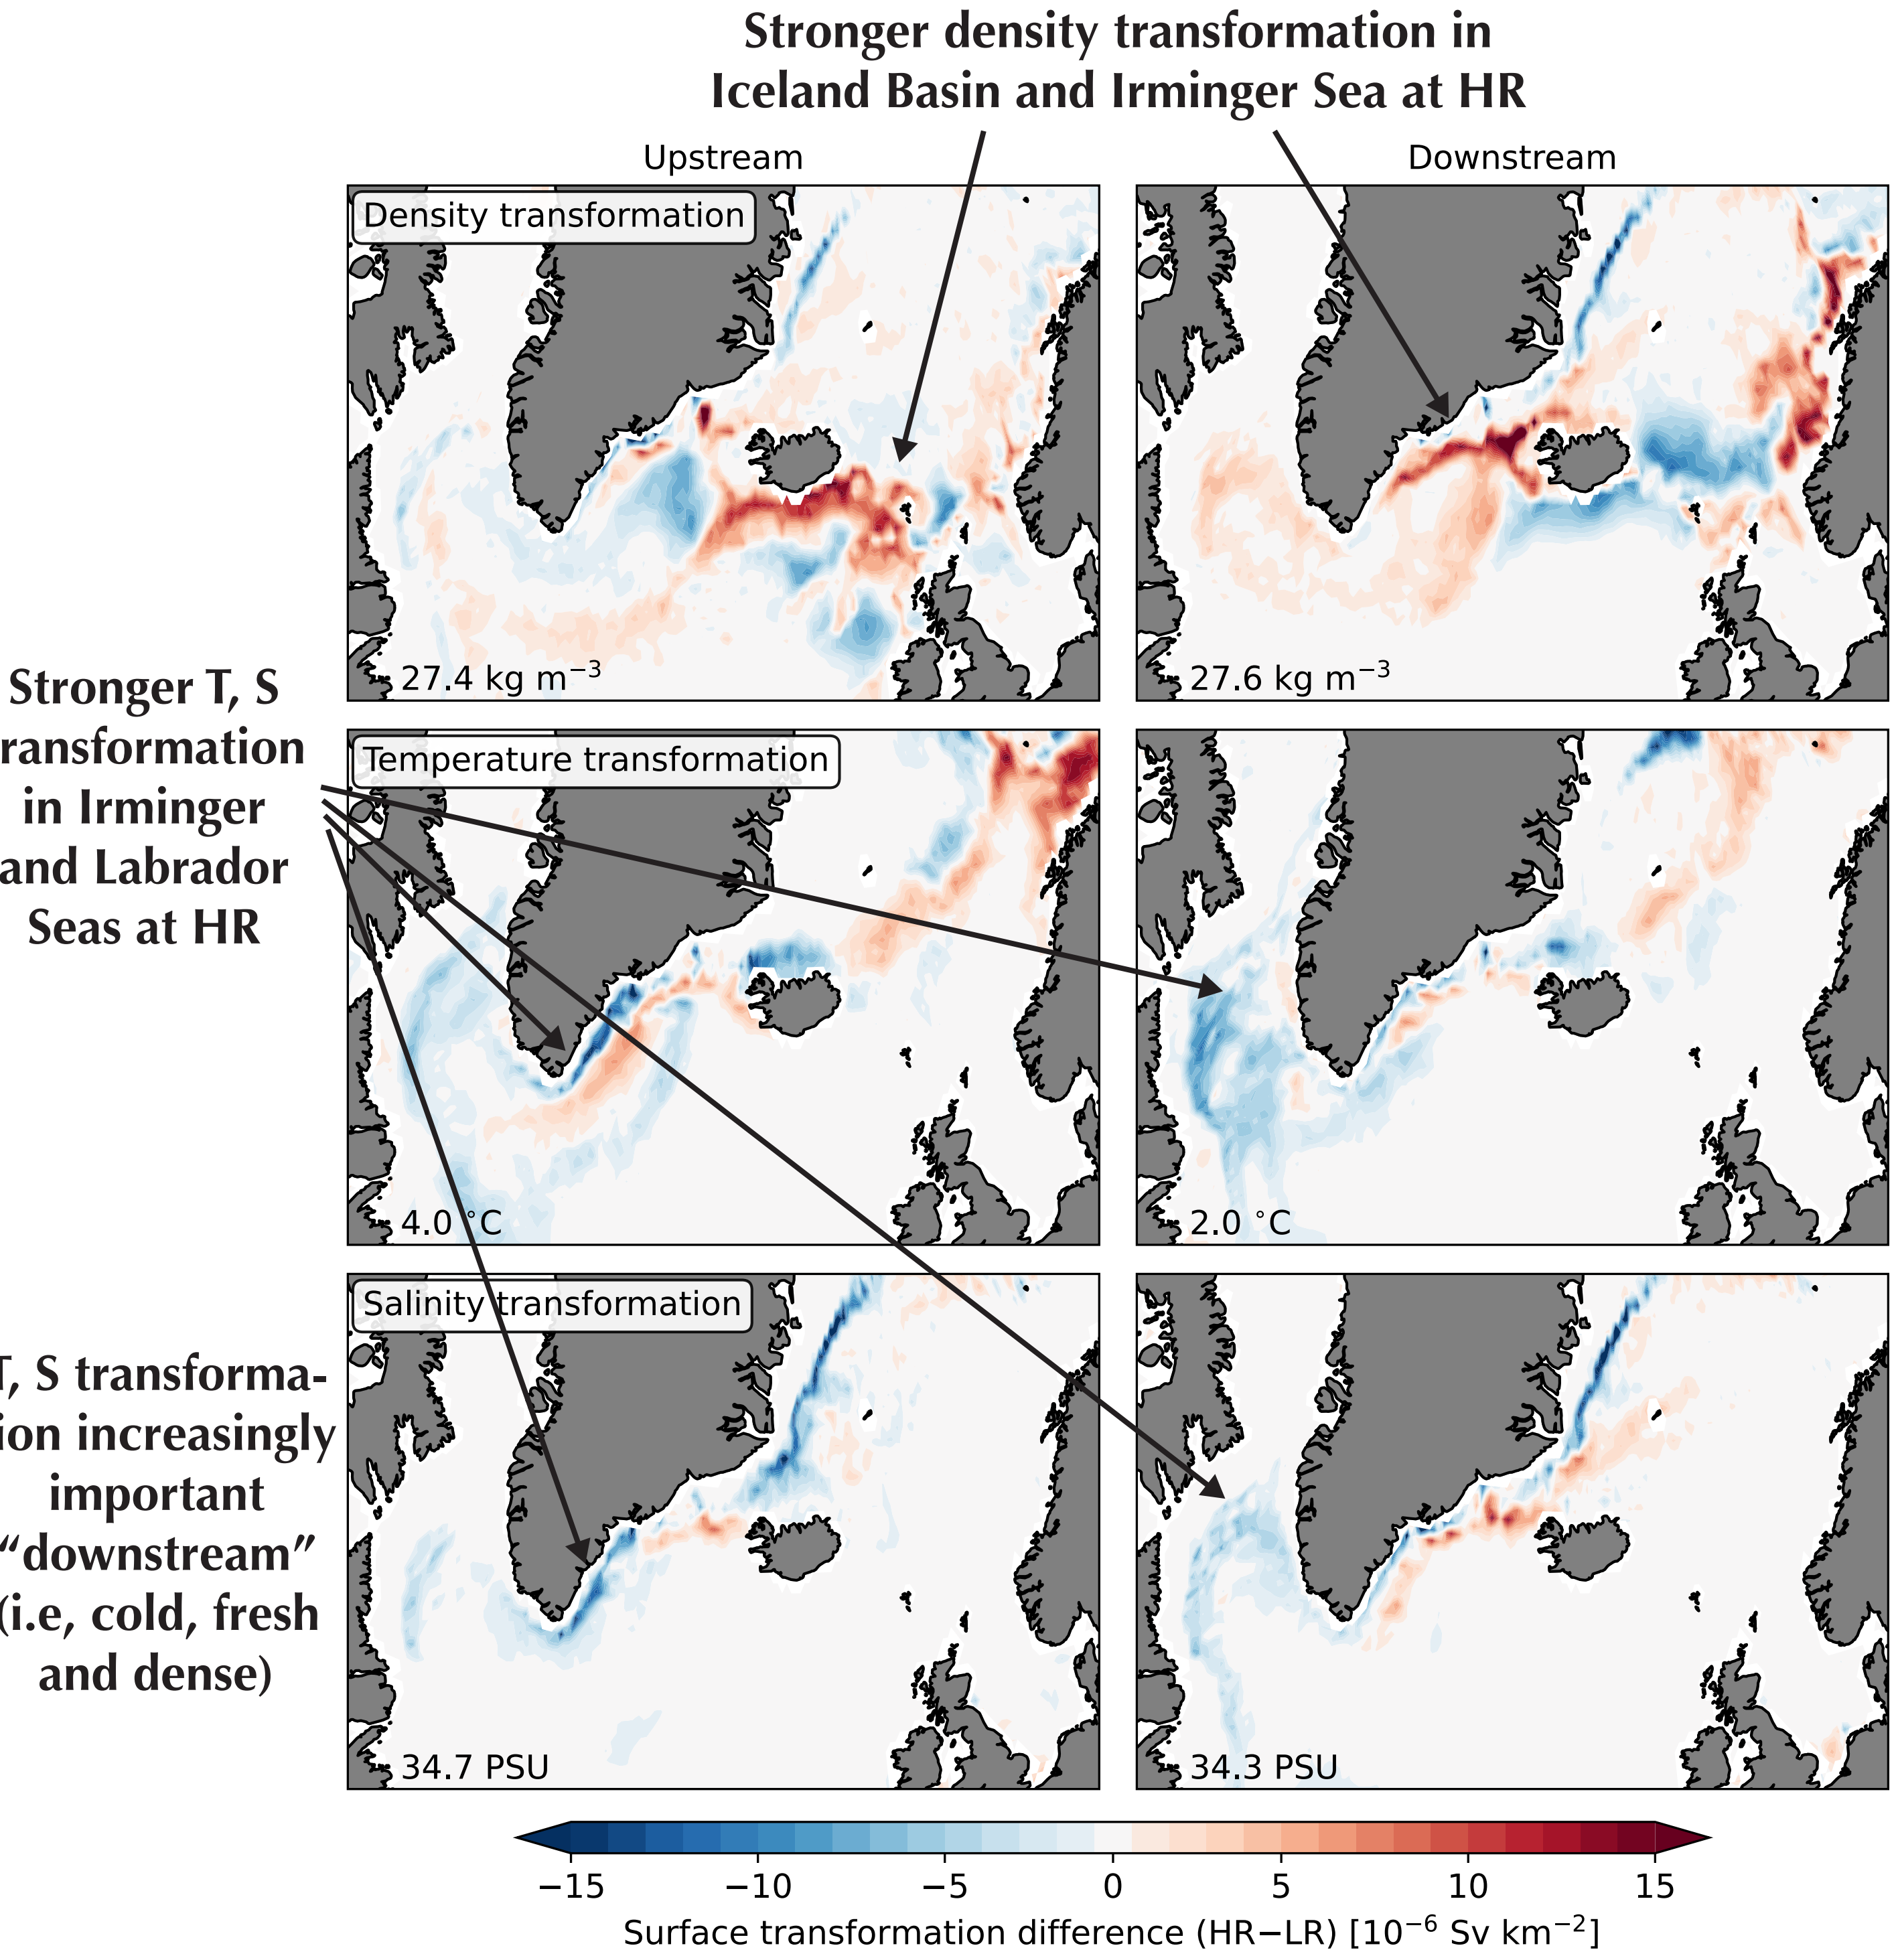 Stronger density transformation in
Iceland Basin and Irminger Sea at HR
Upstream
Downstream
Density transformation
27.4 kg m⁻³
27.6 kg m⁻³
Stronger T, S
ransformation
in Irminger
and Labrador
Seas at HR
Temperature transformation
4.0 °C
2.0 °C
Salinity transformation
T, S transforma-
ion increasingly
important
“downstream”
(i.e, cold, fresh
and dense)
34.7 PSU
34.3 PSU
−15 −10 −5 0 5 10 15
Surface transformation difference (HR−LR) [10⁻⁶ Sv km⁻²]